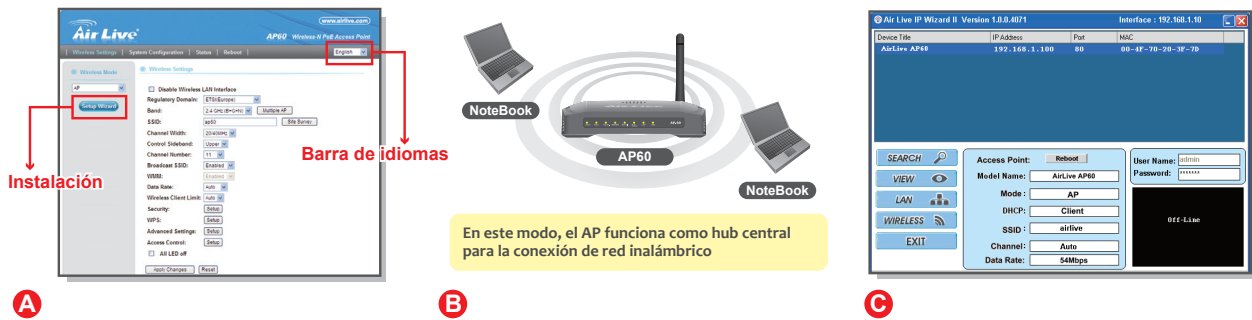 Air Live
www.airlive.com
AP60 Wireless-N PoE Access Point
Wireless Settings | System Configuration | Status | Reboot |
English
Wireless Mode
AP
Setup Wizard
Wireless Settings
Disable Wireless LAN Interface
Regulatory Domain: ETSI(Europe)
Band: 2.4 GHz (B+G+N) Multiple AP
SSID: ap60 Site Survey
Channel Width: 20/40MHz
Control Sideband: Upper
Channel Number: 11
Broadcast SSID: Enabled
WMM: Enabled
Data Rate: Auto
Wireless Client Limit: Auto
Security: Setup
WPS: Setup
Advanced Settings: Setup
Access Control: Setup
All LED off
Apply Changes Reset
Instalación
Barra de idiomas
A
NoteBook
AP60
NoteBook
En este modo, el AP funciona como hub central
para la conexión de red inalámbrico
B
Air Live IP Wizard II Version 1.0.0.4071 Interface : 192.168.1.10
Device Title IP Address Port MAC
AirLive AP60 192.168.1.100 80 00-4F-70-20-3F-7D
SEARCH
VIEW
LAN
WIRELESS
EXIT
Access Point: Reboot
Model Name: AirLive AP60
Mode : AP
DHCP: Client
SSID : airlive
Channel: Auto
Data Rate: 54Mbps
User Name: admin
Password: *******
Off-Line
C